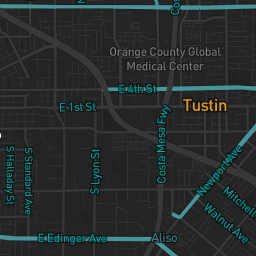 Orange County Global
Medical Center
E 4th St
Tustin
E 1st St
Costa Mesa Fwy
S Halladay St
S Standard Ave
S Lyon St
Newport Ave
Mitchell
Walnut Ave
E Edinger Ave
Aliso